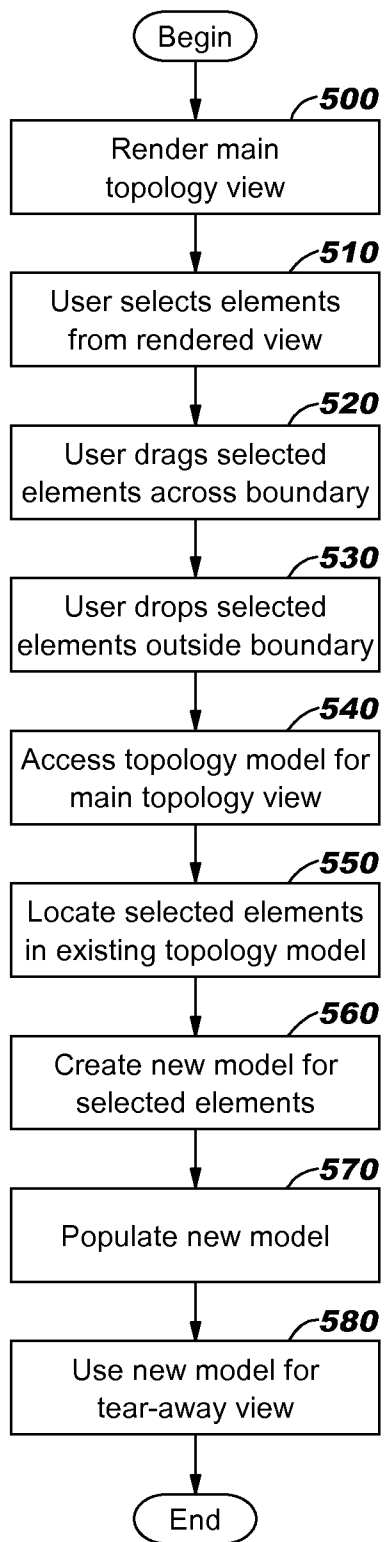 Begin
500
Render main
topology view
510
User selects elements
from rendered view
520
User drags selected
elements across boundary
530
User drops selected
elements outside boundary
540
Access topology model for
main topology view
550
Locate selected elements
in existing topology model
560
Create new model for
selected elements
570
Populate new model
580
Use new model for
tear-away view
End